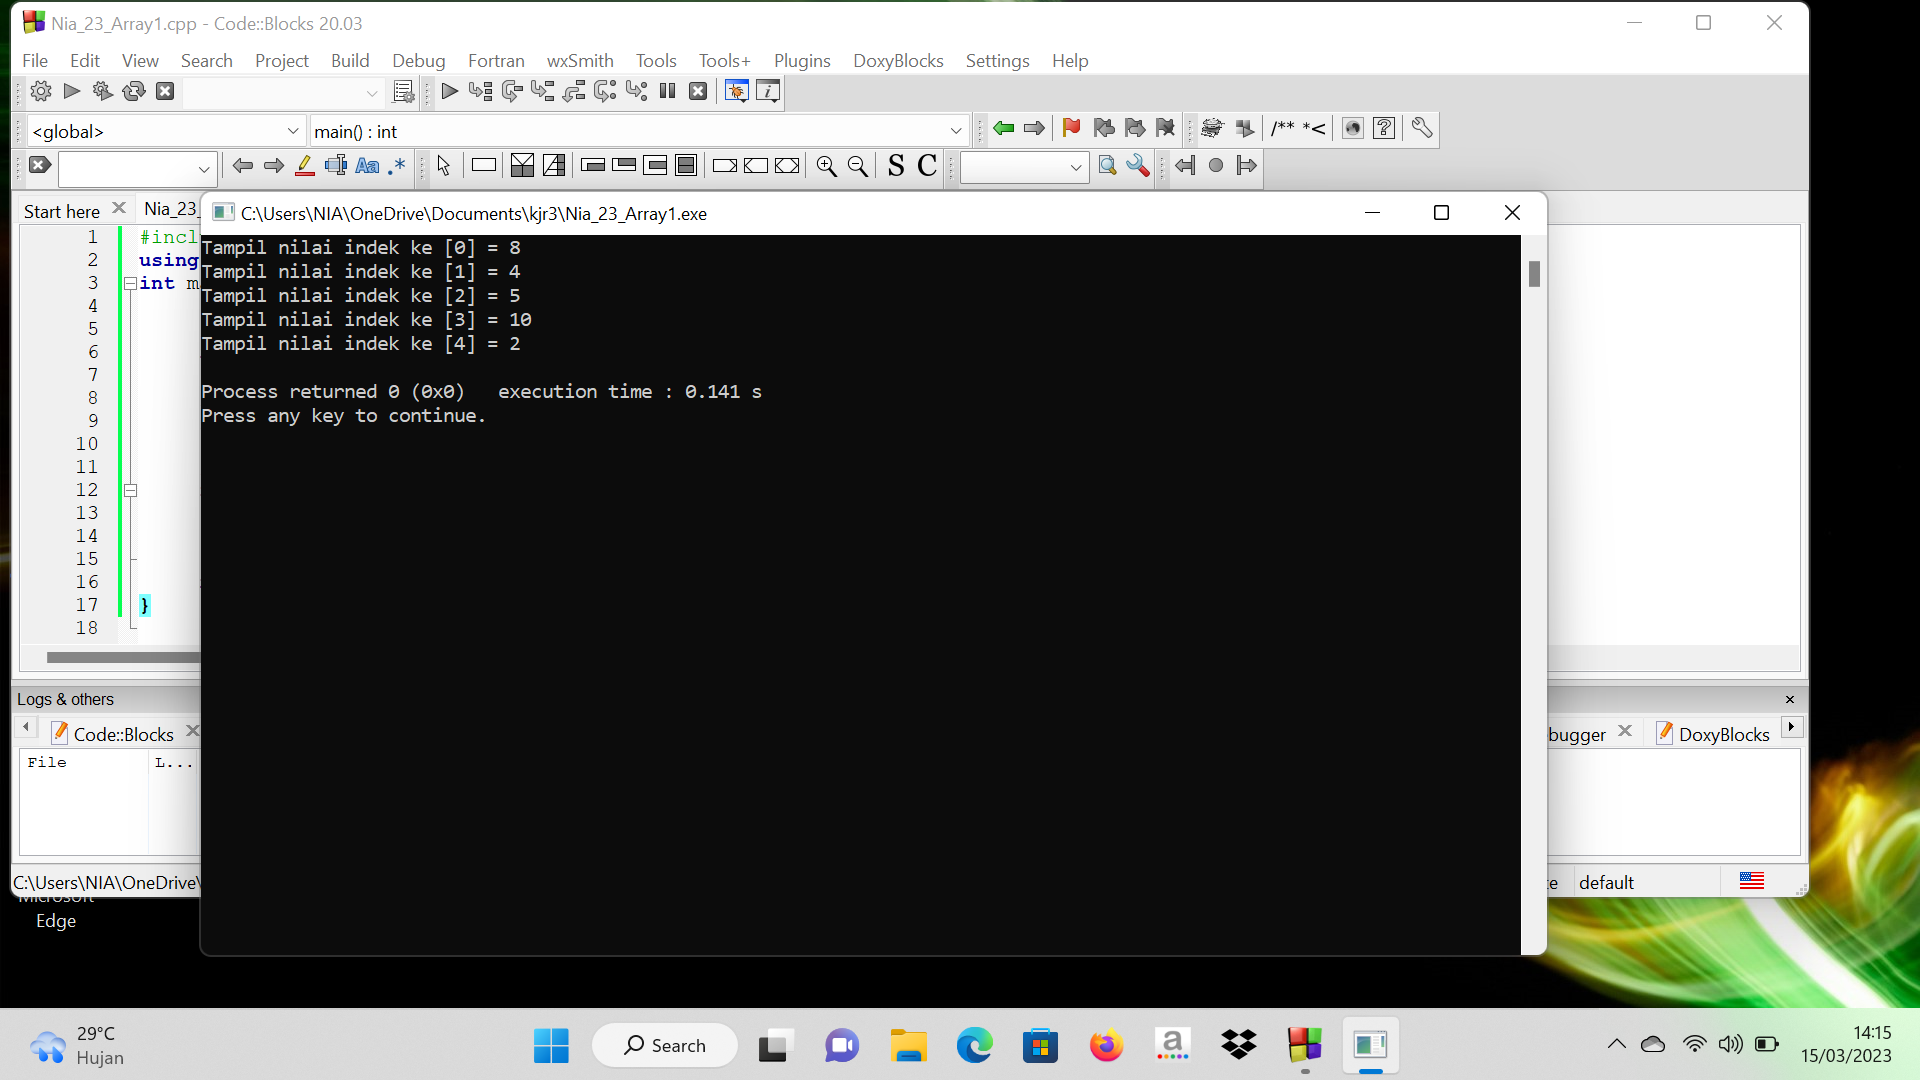 Nia_23_Array1.cpp - Code::Blocks 20.03
File Edit View Search Project Build Debug Fortran wxSmith Tools Tools+ Plugins DoxyBlocks Settings Help
<global> main() : int /** *<
Aa .* S C
Start here Nia_23_
C:\Users\NIA\OneDrive\Documents\kjr3\Nia_23_Array1.exe
1 #incl
2 using
3 int m
4
5
6
7
8
9
10
11
12
13
14
15
16
17 }
18
Tampil nilai indek ke [0] = 8
Tampil nilai indek ke [1] = 4
Tampil nilai indek ke [2] = 5
Tampil nilai indek ke [3] = 10
Tampil nilai indek ke [4] = 2
Process returned 0 (0x0)   execution time : 0.141 s
Press any key to continue.
Logs & others
Code::Blocks bugger DoxyBlocks
File L...
C:\Users\NIA\OneDrive\ te default
Microsoft
Edge
29°C
Hujan
Search
14:15
15/03/2023